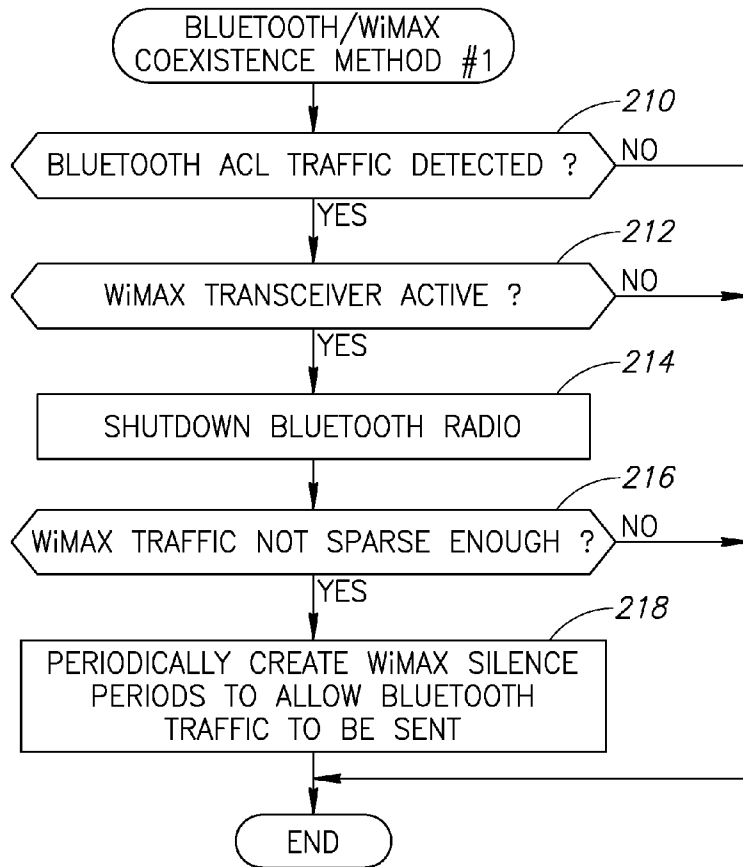 BLUETOOTH/WiMAX
COEXISTENCE METHOD #1
210
BLUETOOTH ACL TRAFFIC DETECTED ?
NO
YES
212
WiMAX TRANSCEIVER ACTIVE ?
NO
YES
214
SHUTDOWN BLUETOOTH RADIO
216
WiMAX TRAFFIC NOT SPARSE ENOUGH ?
NO
YES
218
PERIODICALLY CREATE WiMAX SILENCE
PERIODS TO ALLOW BLUETOOTH
TRAFFIC TO BE SENT
END